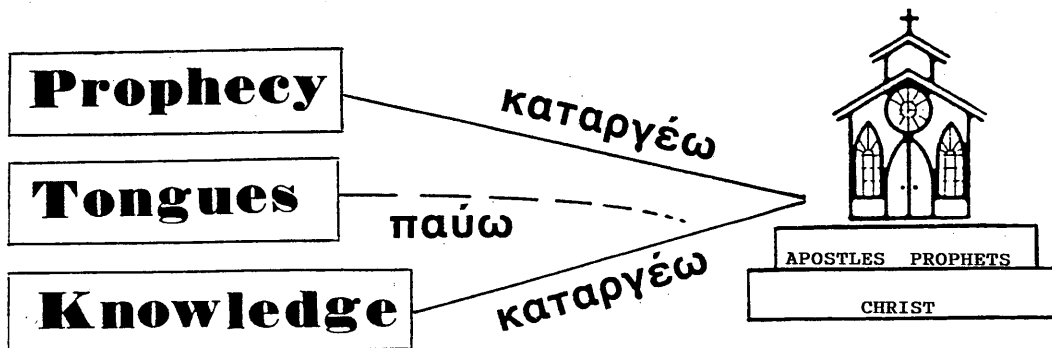 Prophecy
καταργέω
Tongues
παύω
Knowledge
καταργέω
APOSTLES PROPHETS
CHRIST